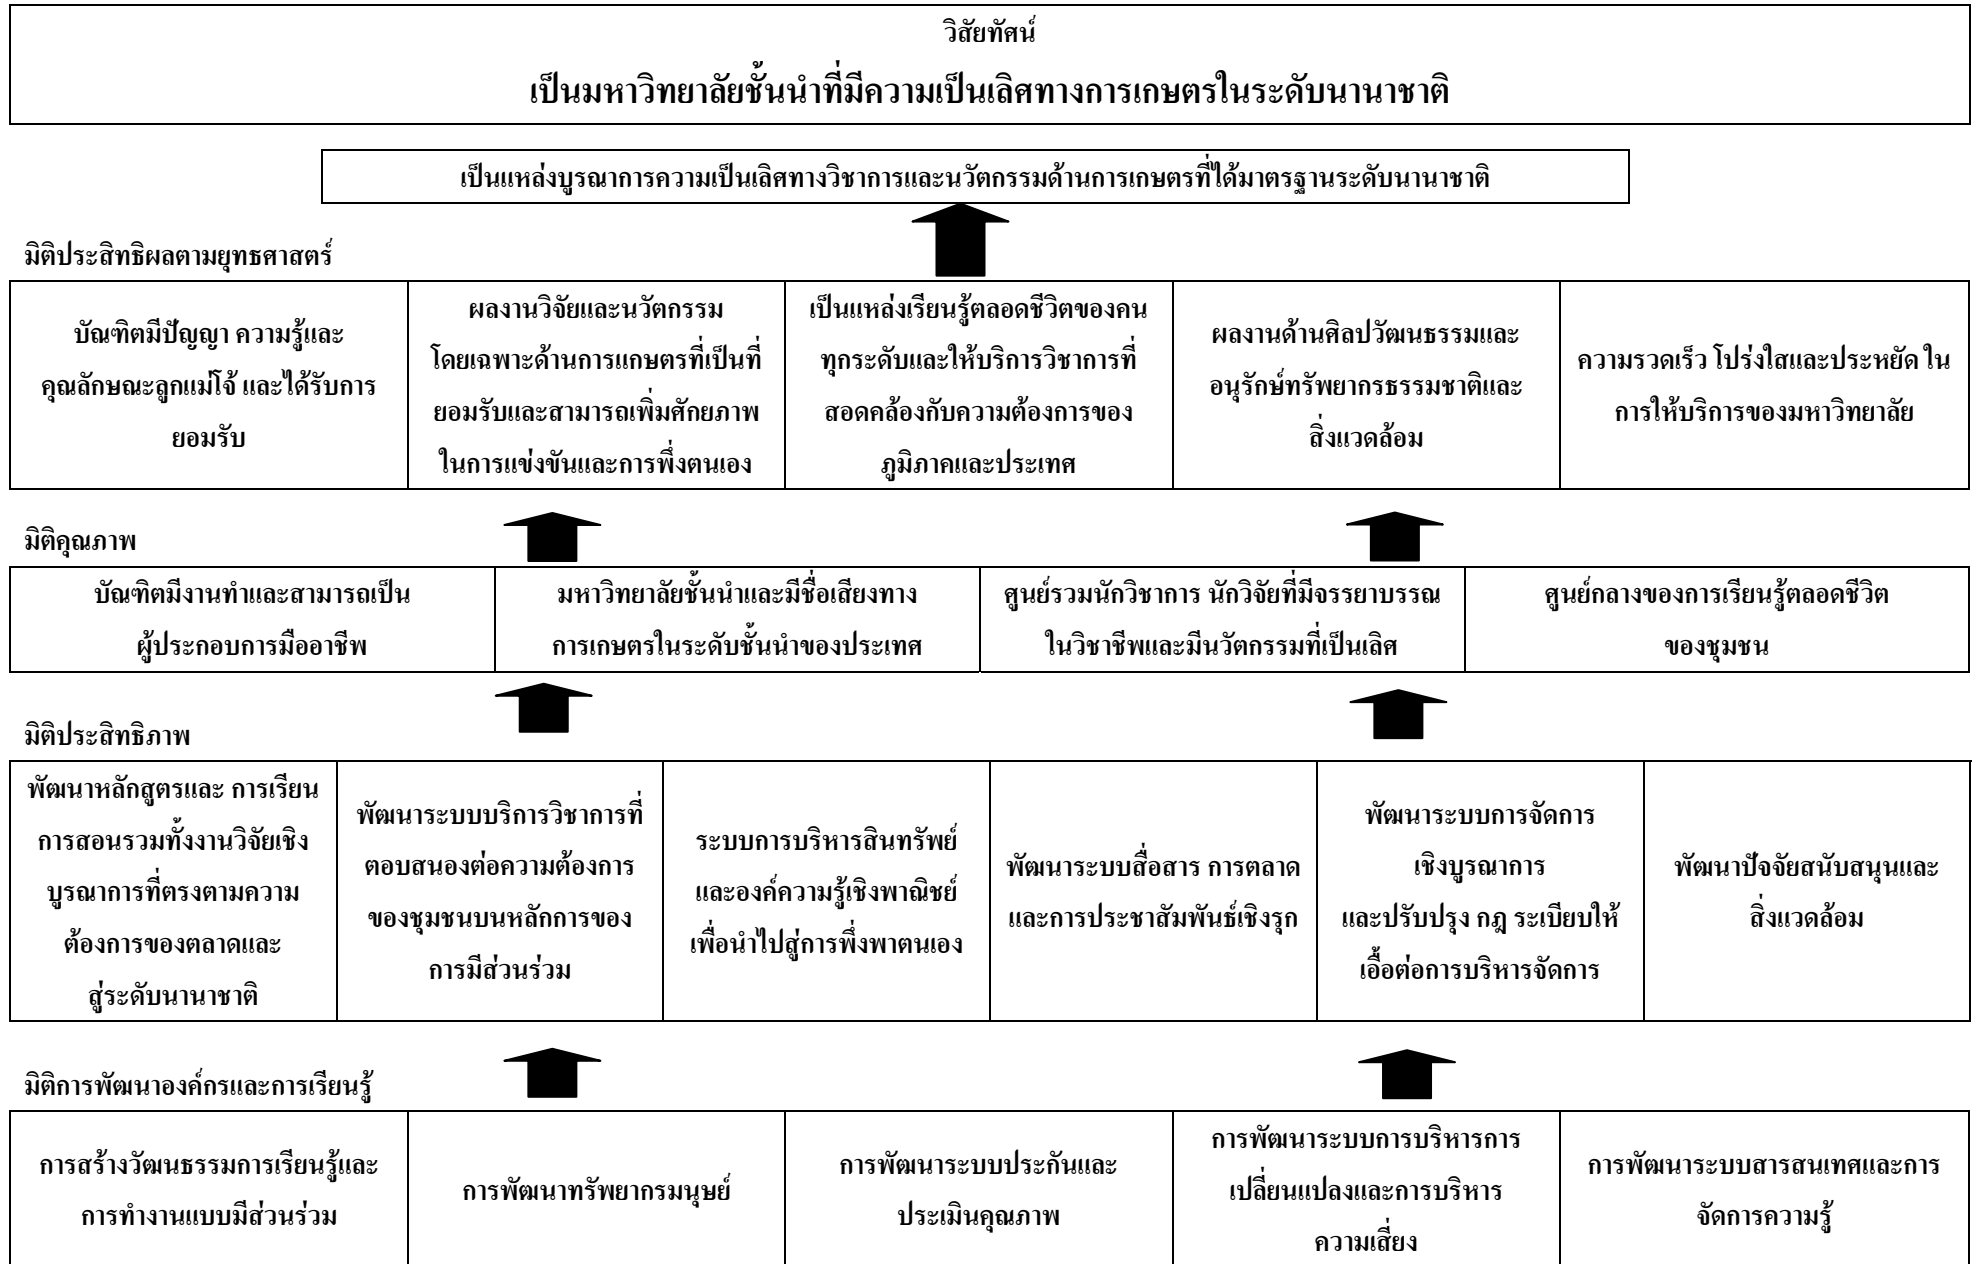 วิสัยทัศน์
เป็นมหาวิทยาลัยชั้นนำที่มีความเป็นเลิศทางการเกษตรในระดับนานาชาติ
เป็นแหล่งบูรณาการความเป็นเลิศทางวิชาการและนวัตกรรมด้านการเกษตรที่ได้มาตรฐานระดับนานาชาติ
มิติประสิทธิผลตามยุทธศาสตร์
บัณฑิตมีปัญญา ความรู้และ
คุณลักษณะลูกแม่โจ้ และได้รับการ
ยอมรับ
ผลงานวิจัยและนวัตกรรม
โดยเฉพาะด้านการแกษตรที่เป็นที่
ยอมรับและสามารถเพิ่มศักยภาพ
ในการแข่งขันและการพึ่งตนเอง
เป็นแหล่งเรียนรู้ตลอดชีวิตของคน
ทุกระดับและให้บริการวิชาการที่
สอดคล้องกับความต้องการของ
ภูมิภาคและประเทศ
ผลงานด้านศิลปวัฒนธรรมและ
อนุรักษ์ทรัพยากรธรรมชาติและ
สิ่งแวดล้อม
ความรวดเร็ว โปร่งใสและประหยัด ใน
การให้บริการของมหาวิทยาลัย
มิติคุณภาพ
บัณฑิตมีงานทำและสามารถเป็น
ผู้ประกอบการมืออาชีพ
มหาวิทยาลัยชั้นนำและมีชื่อเสียงทาง
การเกษตรในระดับชั้นนำของประเทศ
ศูนย์รวมนักวิชาการ นักวิจัยที่มีจรรยาบรรณ
ในวิชาชีพและมีนวัตกรรมที่เป็นเลิศ
ศูนย์กลางของการเรียนรู้ตลอดชีวิต
ของชุมชน
มิติประสิทธิภาพ
พัฒนาหลักสูตรและ การเรียน
การสอนรวมทั้งงานวิจัยเชิง
บูรณาการที่ตรงตามความ
ต้องการของตลาดและ
สู่ระดับนานาชาติ
พัฒนาระบบบริการวิชาการที่
ตอบสนองต่อความต้องการ
ของชุมชนบนหลักการของ
การมีส่วนร่วม
ระบบการบริหารสินทรัพย์
และองค์ความรู้เชิงพาณิชย์
เพื่อนำไปสู่การพึ่งพาตนเอง
พัฒนาระบบสื่อสาร การตลาด
และการประชาสัมพันธ์เชิงรุก
พัฒนาระบบการจัดการ
เชิงบูรณาการ
และปรับปรุง กฎ ระเบียบให้
เอื้อต่อการบริหารจัดการ
พัฒนาปัจจัยสนับสนุนและ
สิ่งแวดล้อม
มิติการพัฒนาองค์กรและการเรียนรู้
การสร้างวัฒนธรรมการเรียนรู้และ
การทำงานแบบมีส่วนร่วม
การพัฒนาทรัพยากรมนุษย์
การพัฒนาระบบประกันและ
ประเมินคุณภาพ
การพัฒนาระบบการบริหารการ
เปลี่ยนแปลงและการบริหาร
ความเสี่ยง
การพัฒนาระบบสารสนเทศและการ
จัดการความรู้